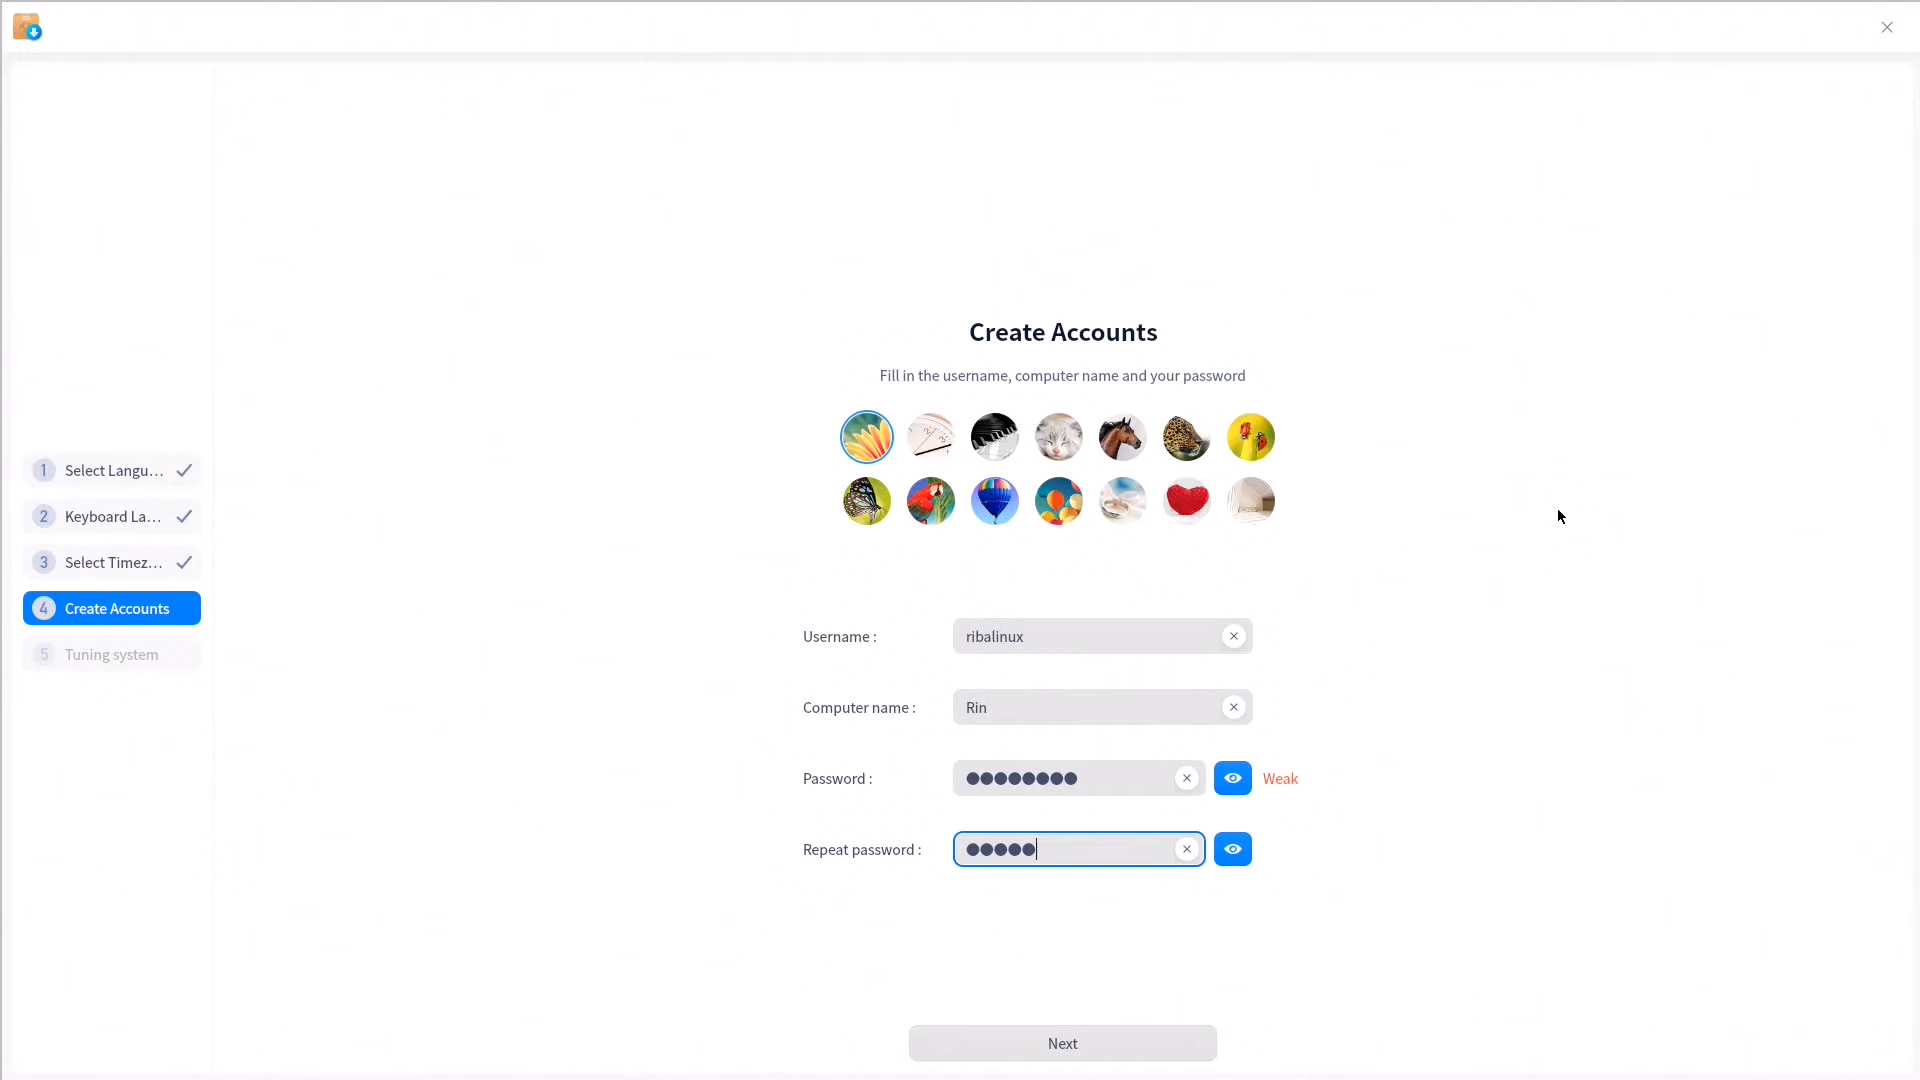 Create Accounts
Fill in the username, computer name and your password
1 Select Langu... ✓
2 Keyboard La... ✓
3 Select Timez... ✓
4 Create Accounts
5 Tuning system
Username : ribalinux
Computer name : Rin
Password : ●●●●●●●● Weak
Repeat password : ●●●●●
Next